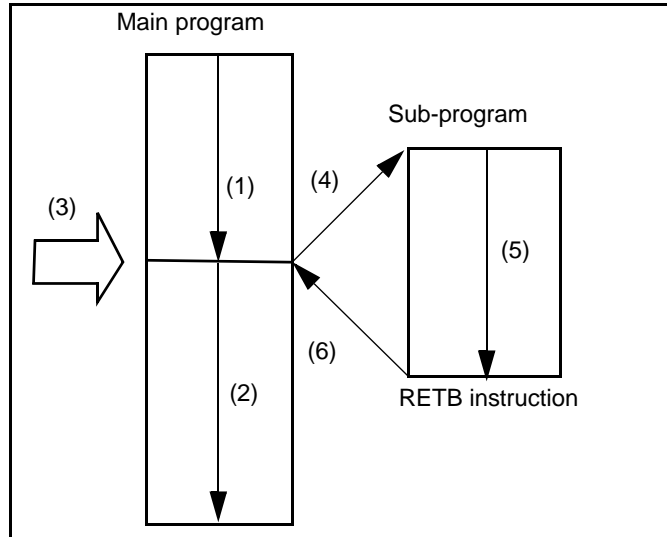 Main program
Sub-program
(1)
(4)
(3)
(5)
(6)
(2)
RETB instruction